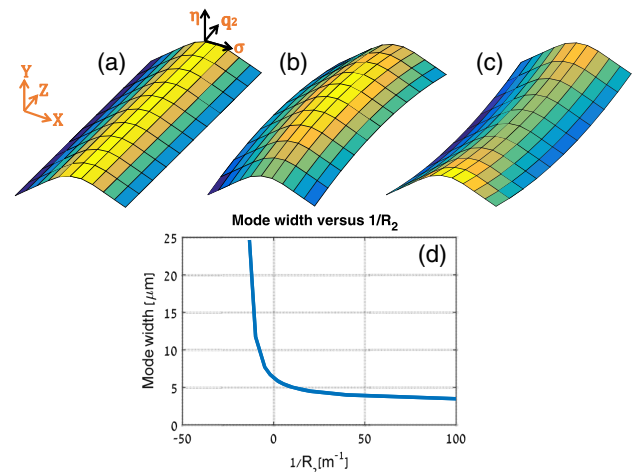 η
q₂
σ
(a)
(b)
(c)
Y
Z
X
Mode width versus 1/R₂
(d)
Mode width [μm]
25
20
15
10
5
0
-50
0
50
100
1/R₂[m⁻¹]